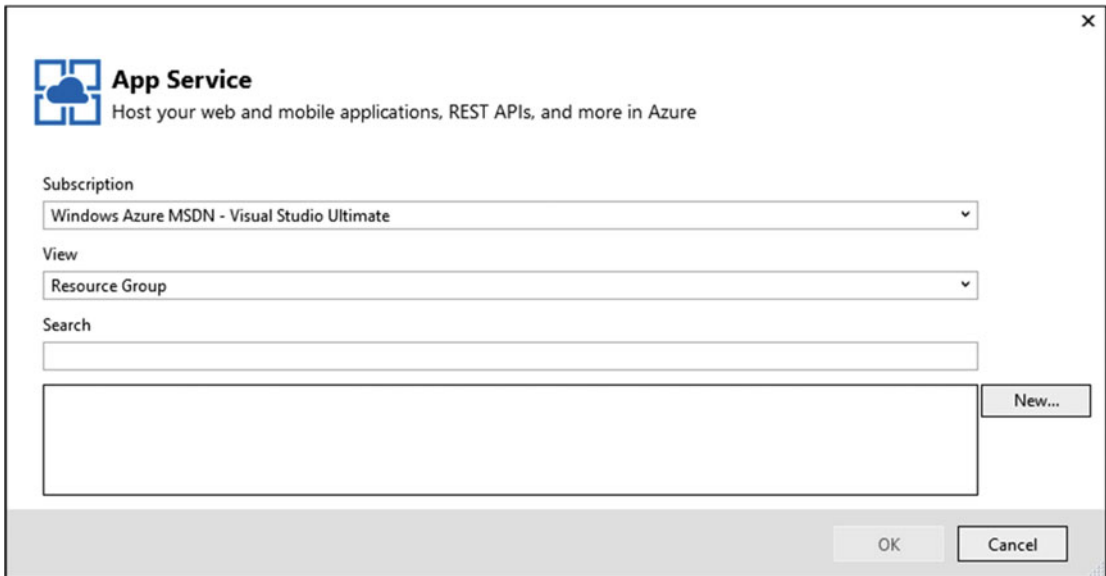 App Service
Host your web and mobile applications, REST APIs, and more in Azure
Subscription
Windows Azure MSDN - Visual Studio Ultimate
View
Resource Group
Search
New...
OK
Cancel